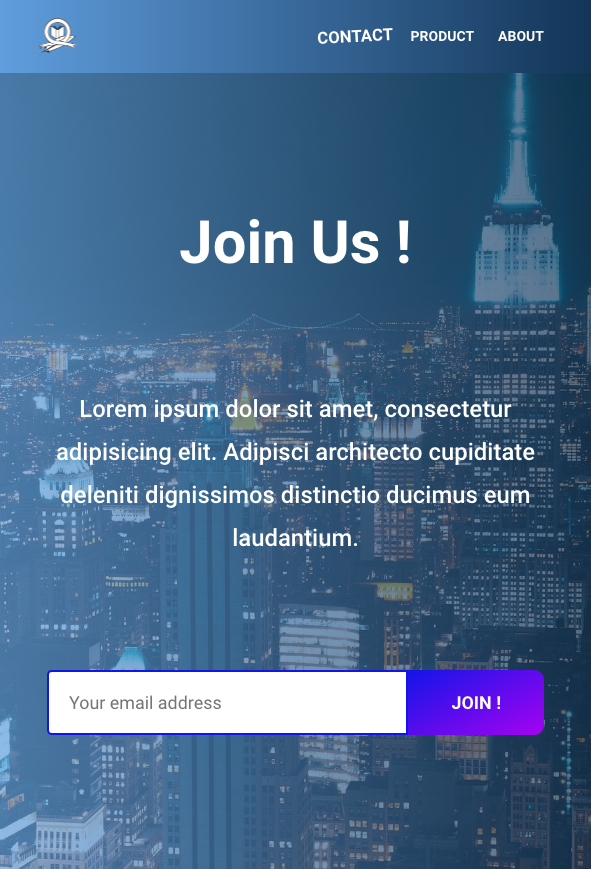 CONTACT PRODUCT ABOUT
Join Us !
Lorem ipsum dolor sit amet, consectetur
adipisicing elit. Adipisci architecto cupiditate
deleniti dignissimos distinctio ducimus eum
laudantium.
Your email address JOIN !